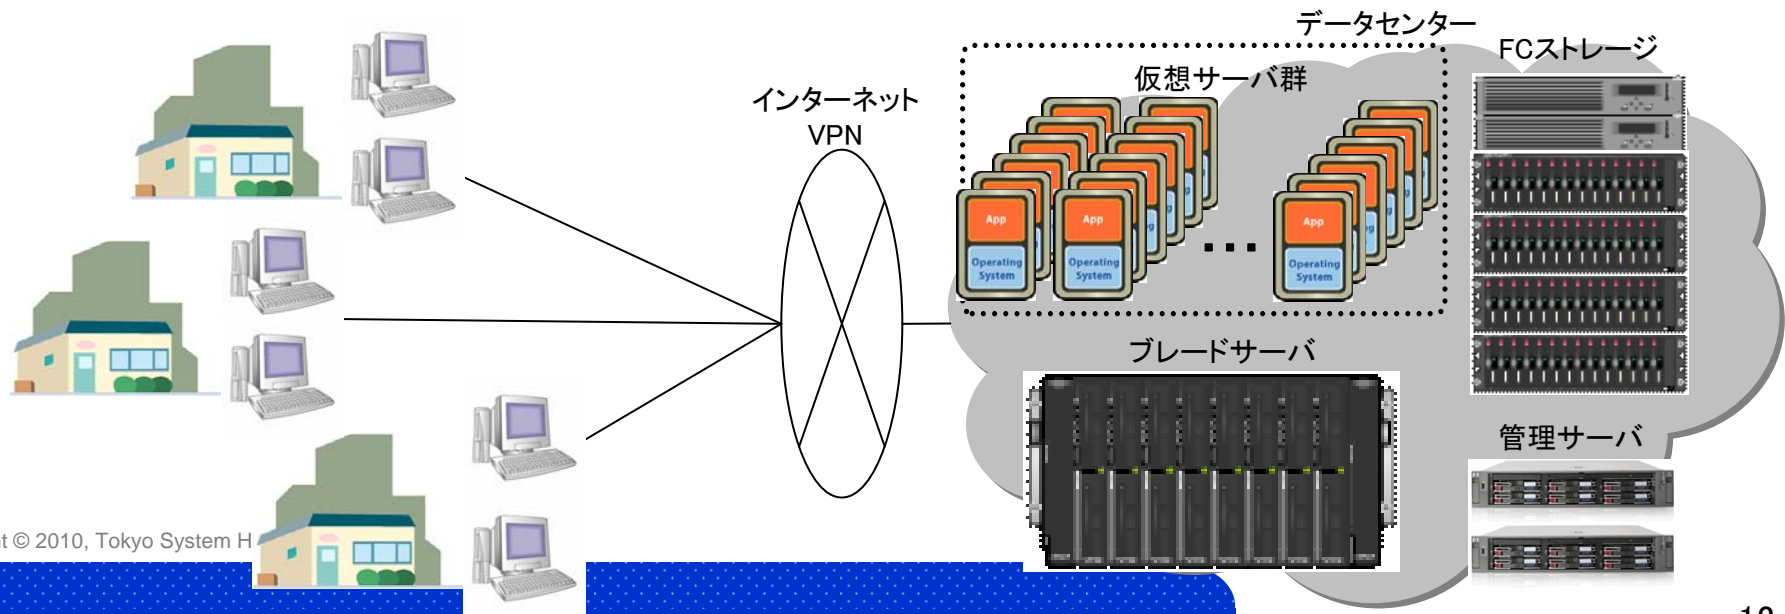 データセンター
FCストレージ
仮想サーバ群
インターネット
VPN
App
Operating
System
App
Operating
System
...
App
Operating
System
ブレードサーバ
管理サーバ
© 2010, Tokyo System H